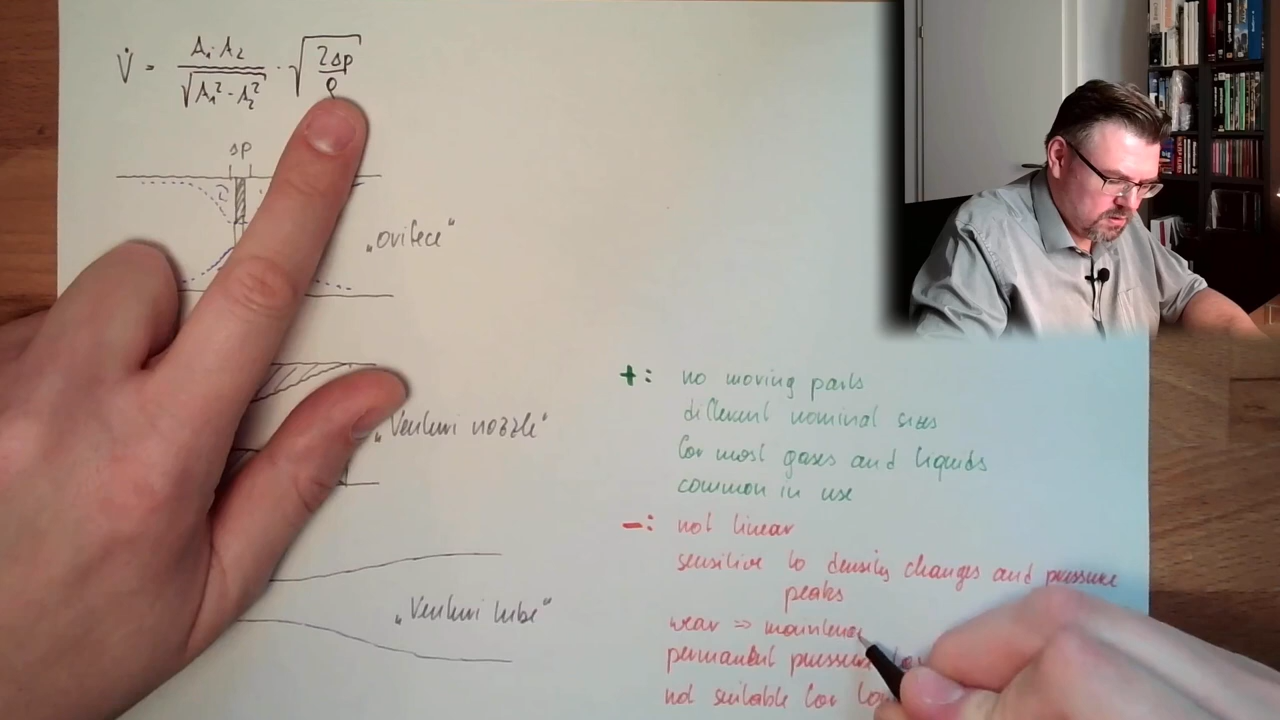 V̇ = A₁·A₂ / √(A₁² - A₂²) · √(2Δp / ρ)
Δp
„orifece“
„Venturi nozzle“
„Venturi tube“
+: no moving parts
different nominal sizes
for most gases and liquids
common in use
-: not linear
sensitive to density changes and pressure
peaks
wear ⇒
permanent pressure
not suitable for